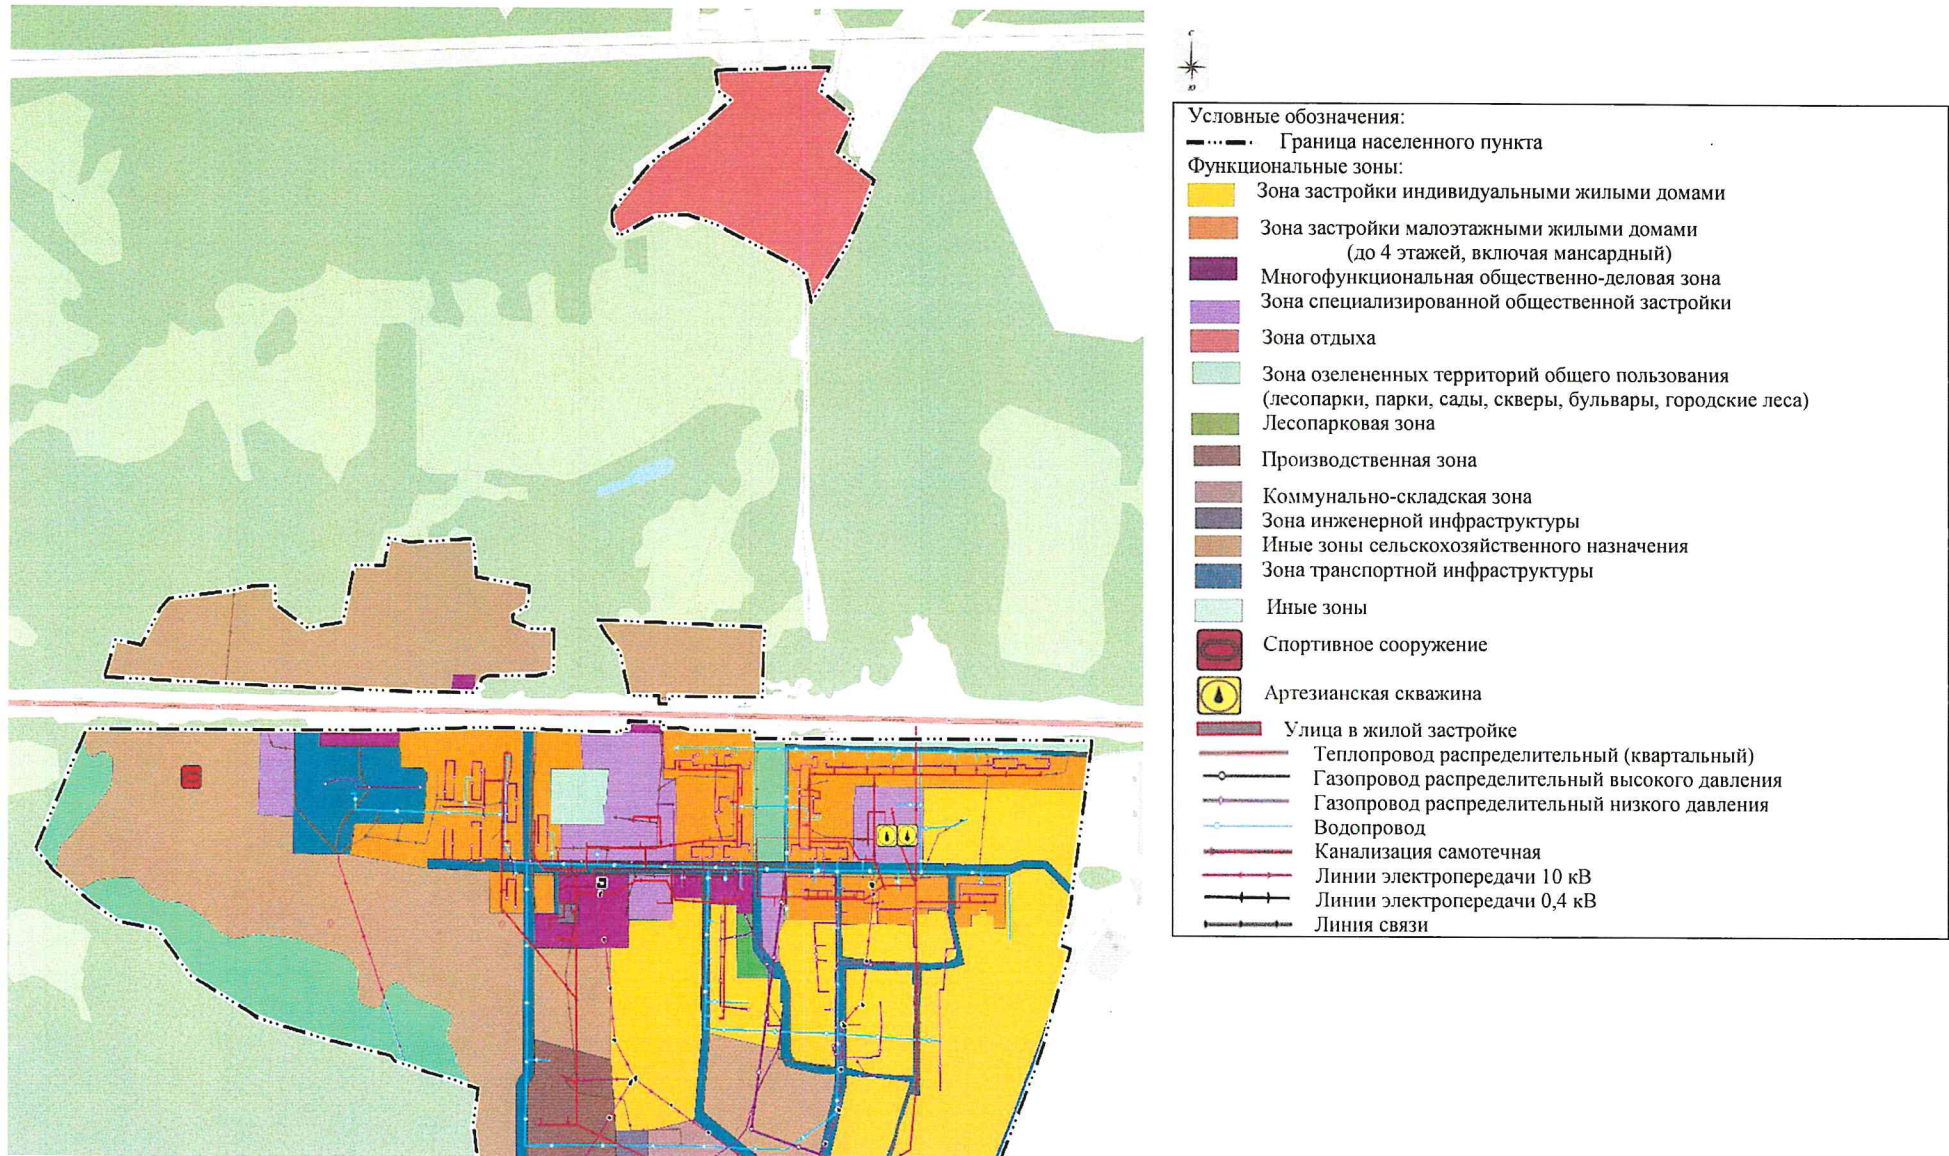 с
ю
Условные обозначения:
Граница населенного пункта
Функциональные зоны:
Зона застройки индивидуальными жилыми домами
Зона застройки малоэтажными жилыми домами
(до 4 этажей, включая мансардный)
Многофункциональная общественно-деловая зона
Зона специализированной общественной застройки
Зона отдыха
Зона озелененных территорий общего пользования
(лесопарки, парки, сады, скверы, бульвары, городские леса)
Лесопарковая зона
Производственная зона
Коммунально-складская зона
Зона инженерной инфраструктуры
Иные зоны сельскохозяйственного назначения
Зона транспортной инфраструктуры
Иные зоны
Спортивное сооружение
Артезианская скважина
Улица в жилой застройке
Теплопровод распределительный (квартальный)
Газопровод распределительный высокого давления
Газопровод распределительный низкого давления
Водопровод
Канализация самотечная
Линии электропередачи 10 кВ
Линии электропередачи 0,4 кВ
Линия связи